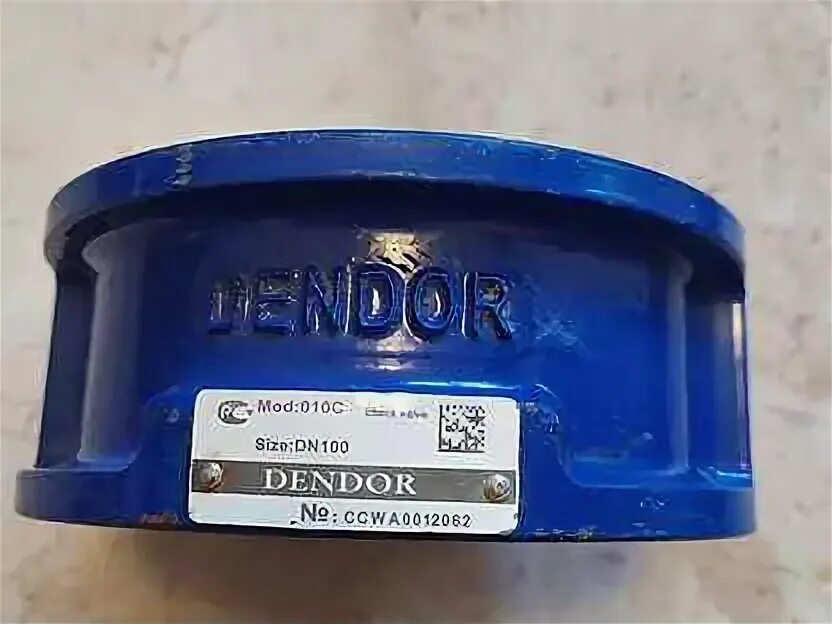 DENDOR
Mod:010C
Size:DN100
DENDOR
№: CCWA0012062